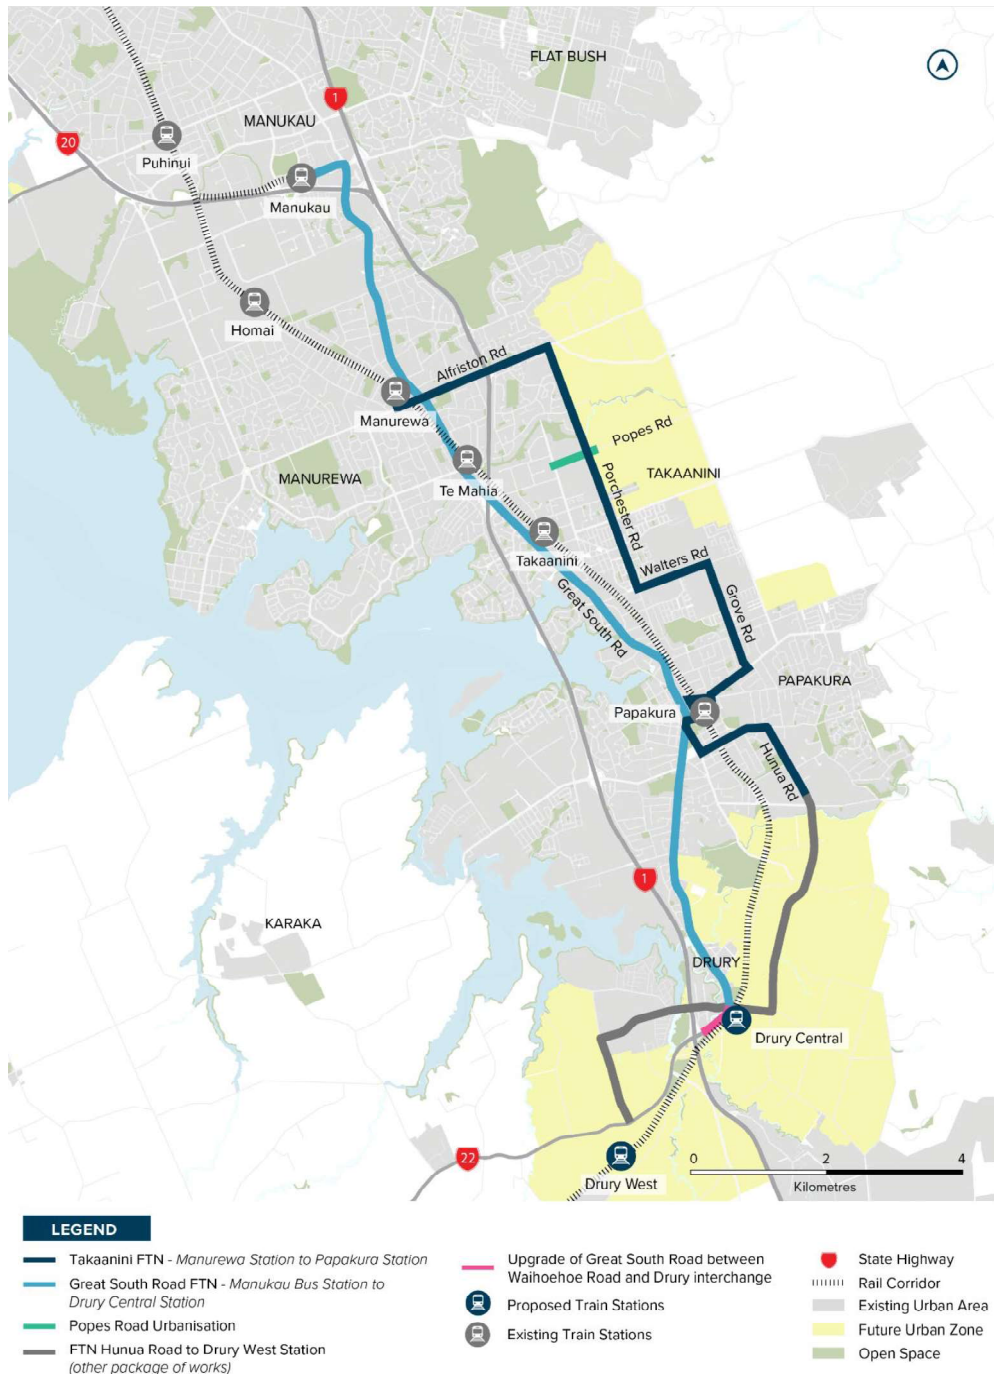 FLAT BUSH
1
MANUKAU
20
Puhinui
Manukau
Homai
Alfriston Rd
Manurewa
Popes Rd
MANUREWA
TAKAANINI
Te Mahia
Porchester Rd
Takaanini
Walters Rd
Great South Rd
Grove Rd
PAPAKURA
Papakura
Hunua Rd
1
KARAKA
DRURY
Drury Central
22
Drury West
0 2 4
Kilometres
LEGEND
Takaanini FTN - Manurewa Station to Papakura Station
Great South Road FTN - Manukau Bus Station to
Drury Central Station
Popes Road Urbanisation
FTN Hunua Road to Drury West Station
(other package of works)
Upgrade of Great South Road between
Waihoehoe Road and Drury interchange
Proposed Train Stations
Existing Train Stations
State Highway
Rail Corridor
Existing Urban Area
Future Urban Zone
Open Space